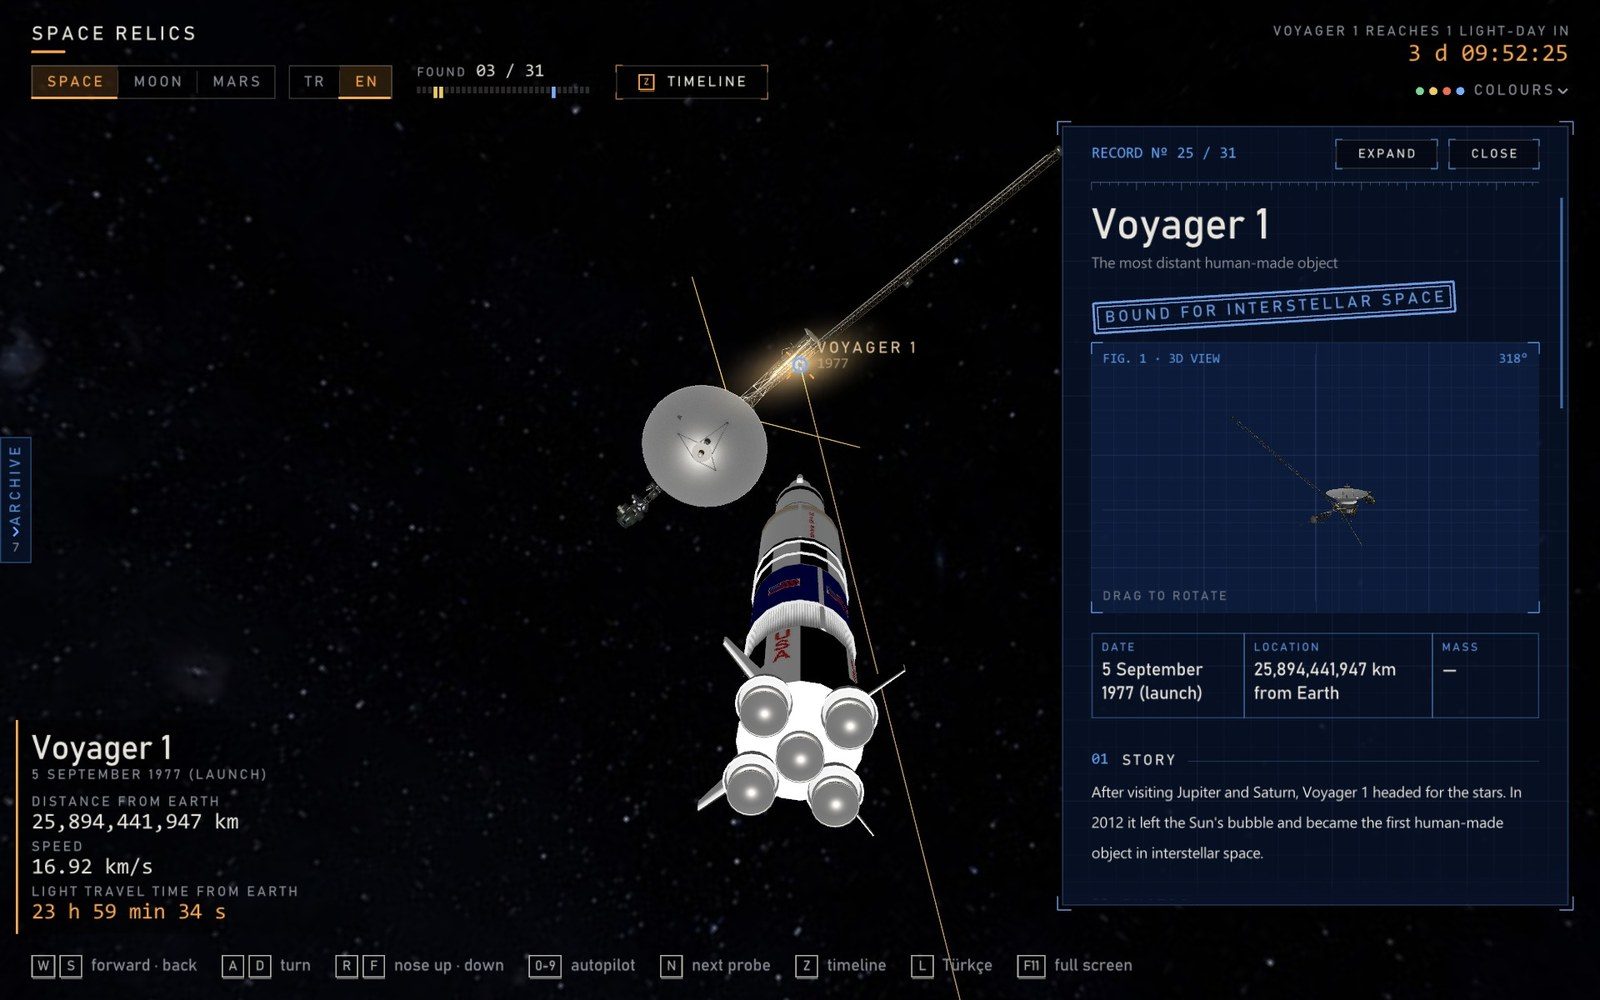 SPACE RELICS
VOYAGER 1 REACHES 1 LIGHT-DAY IN
3 d 09:52:25
SPACE MOON MARS TR EN
FOUND 03 / 31
Z TIMELINE
COLOURS
RECORD Nº 25 / 31
EXPAND CLOSE
Voyager 1
The most distant human-made object
BOUND FOR INTERSTELLAR SPACE
FIG. 1 · 3D VIEW 318°
DRAG TO ROTATE
DATE
5 September
1977 (launch)
LOCATION
25,894,441,947 km
from Earth
MASS
—
01 STORY
After visiting Jupiter and Saturn, Voyager 1 headed for the stars. In
2012 it left the Sun's bubble and became the first human-made
object in interstellar space.
VOYAGER 1
1977
USA
ARCHIVE
7
Voyager 1
5 SEPTEMBER 1977 (LAUNCH)
DISTANCE FROM EARTH
25,894,441,947 km
SPEED
16.92 km/s
LIGHT TRAVEL TIME FROM EARTH
23 h 59 min 34 s
W S forward · back A D turn R F nose up · down 0-9 autopilot N next probe Z timeline L Türkçe F11 full screen